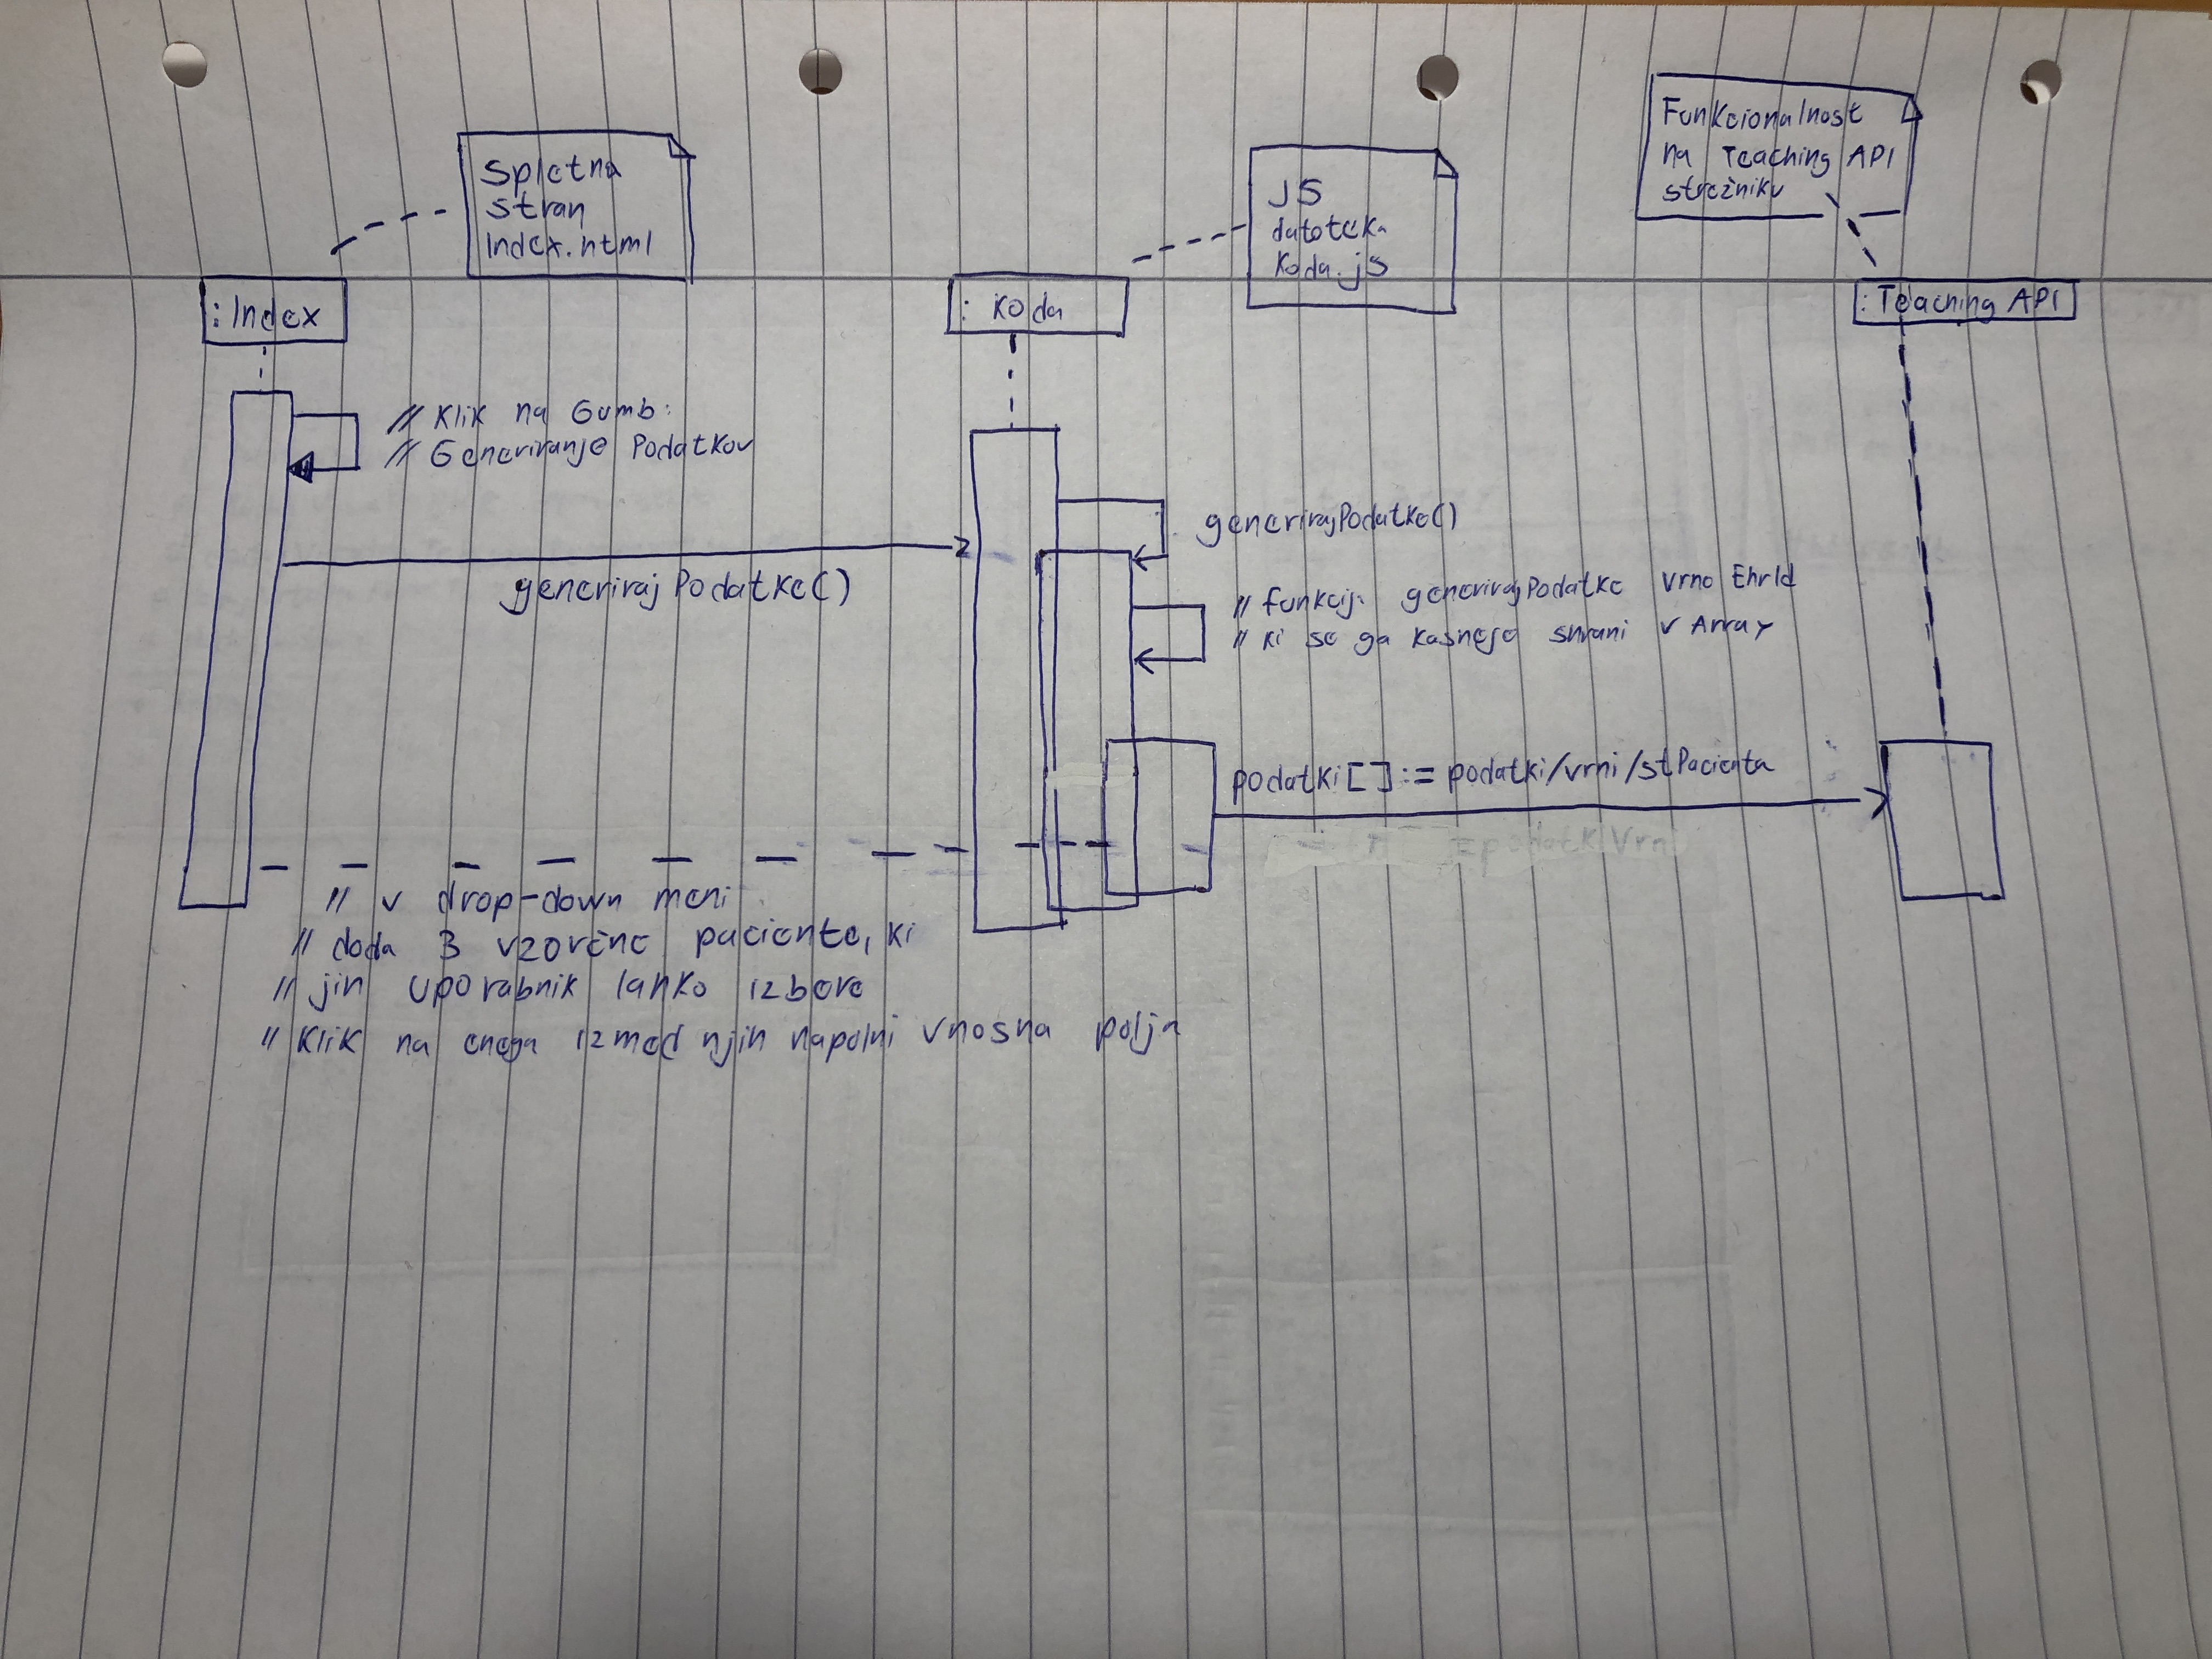 Spletna
stran
Index.html
JS
datoteka
Koda.js
Funkcionalnost
na Teaching API
strežniku
:Index
: Koda
: Teaching API
// Klik na Gumb:
// Generiranje Podatkov
generirajPodatke()
generirajPodatke()
// funkcija generirajPodatke vrne EhrId
// ki se ga kasneje shrani v Array
podatki[] := podatki/vrni/stPacienta
=podatkiVrni
// v drop-down meni
// doda 3 vzorčne paciente, ki
// jih uporabnik lahko izbere
// Klik na enega izmed njih napolni vnosna polja